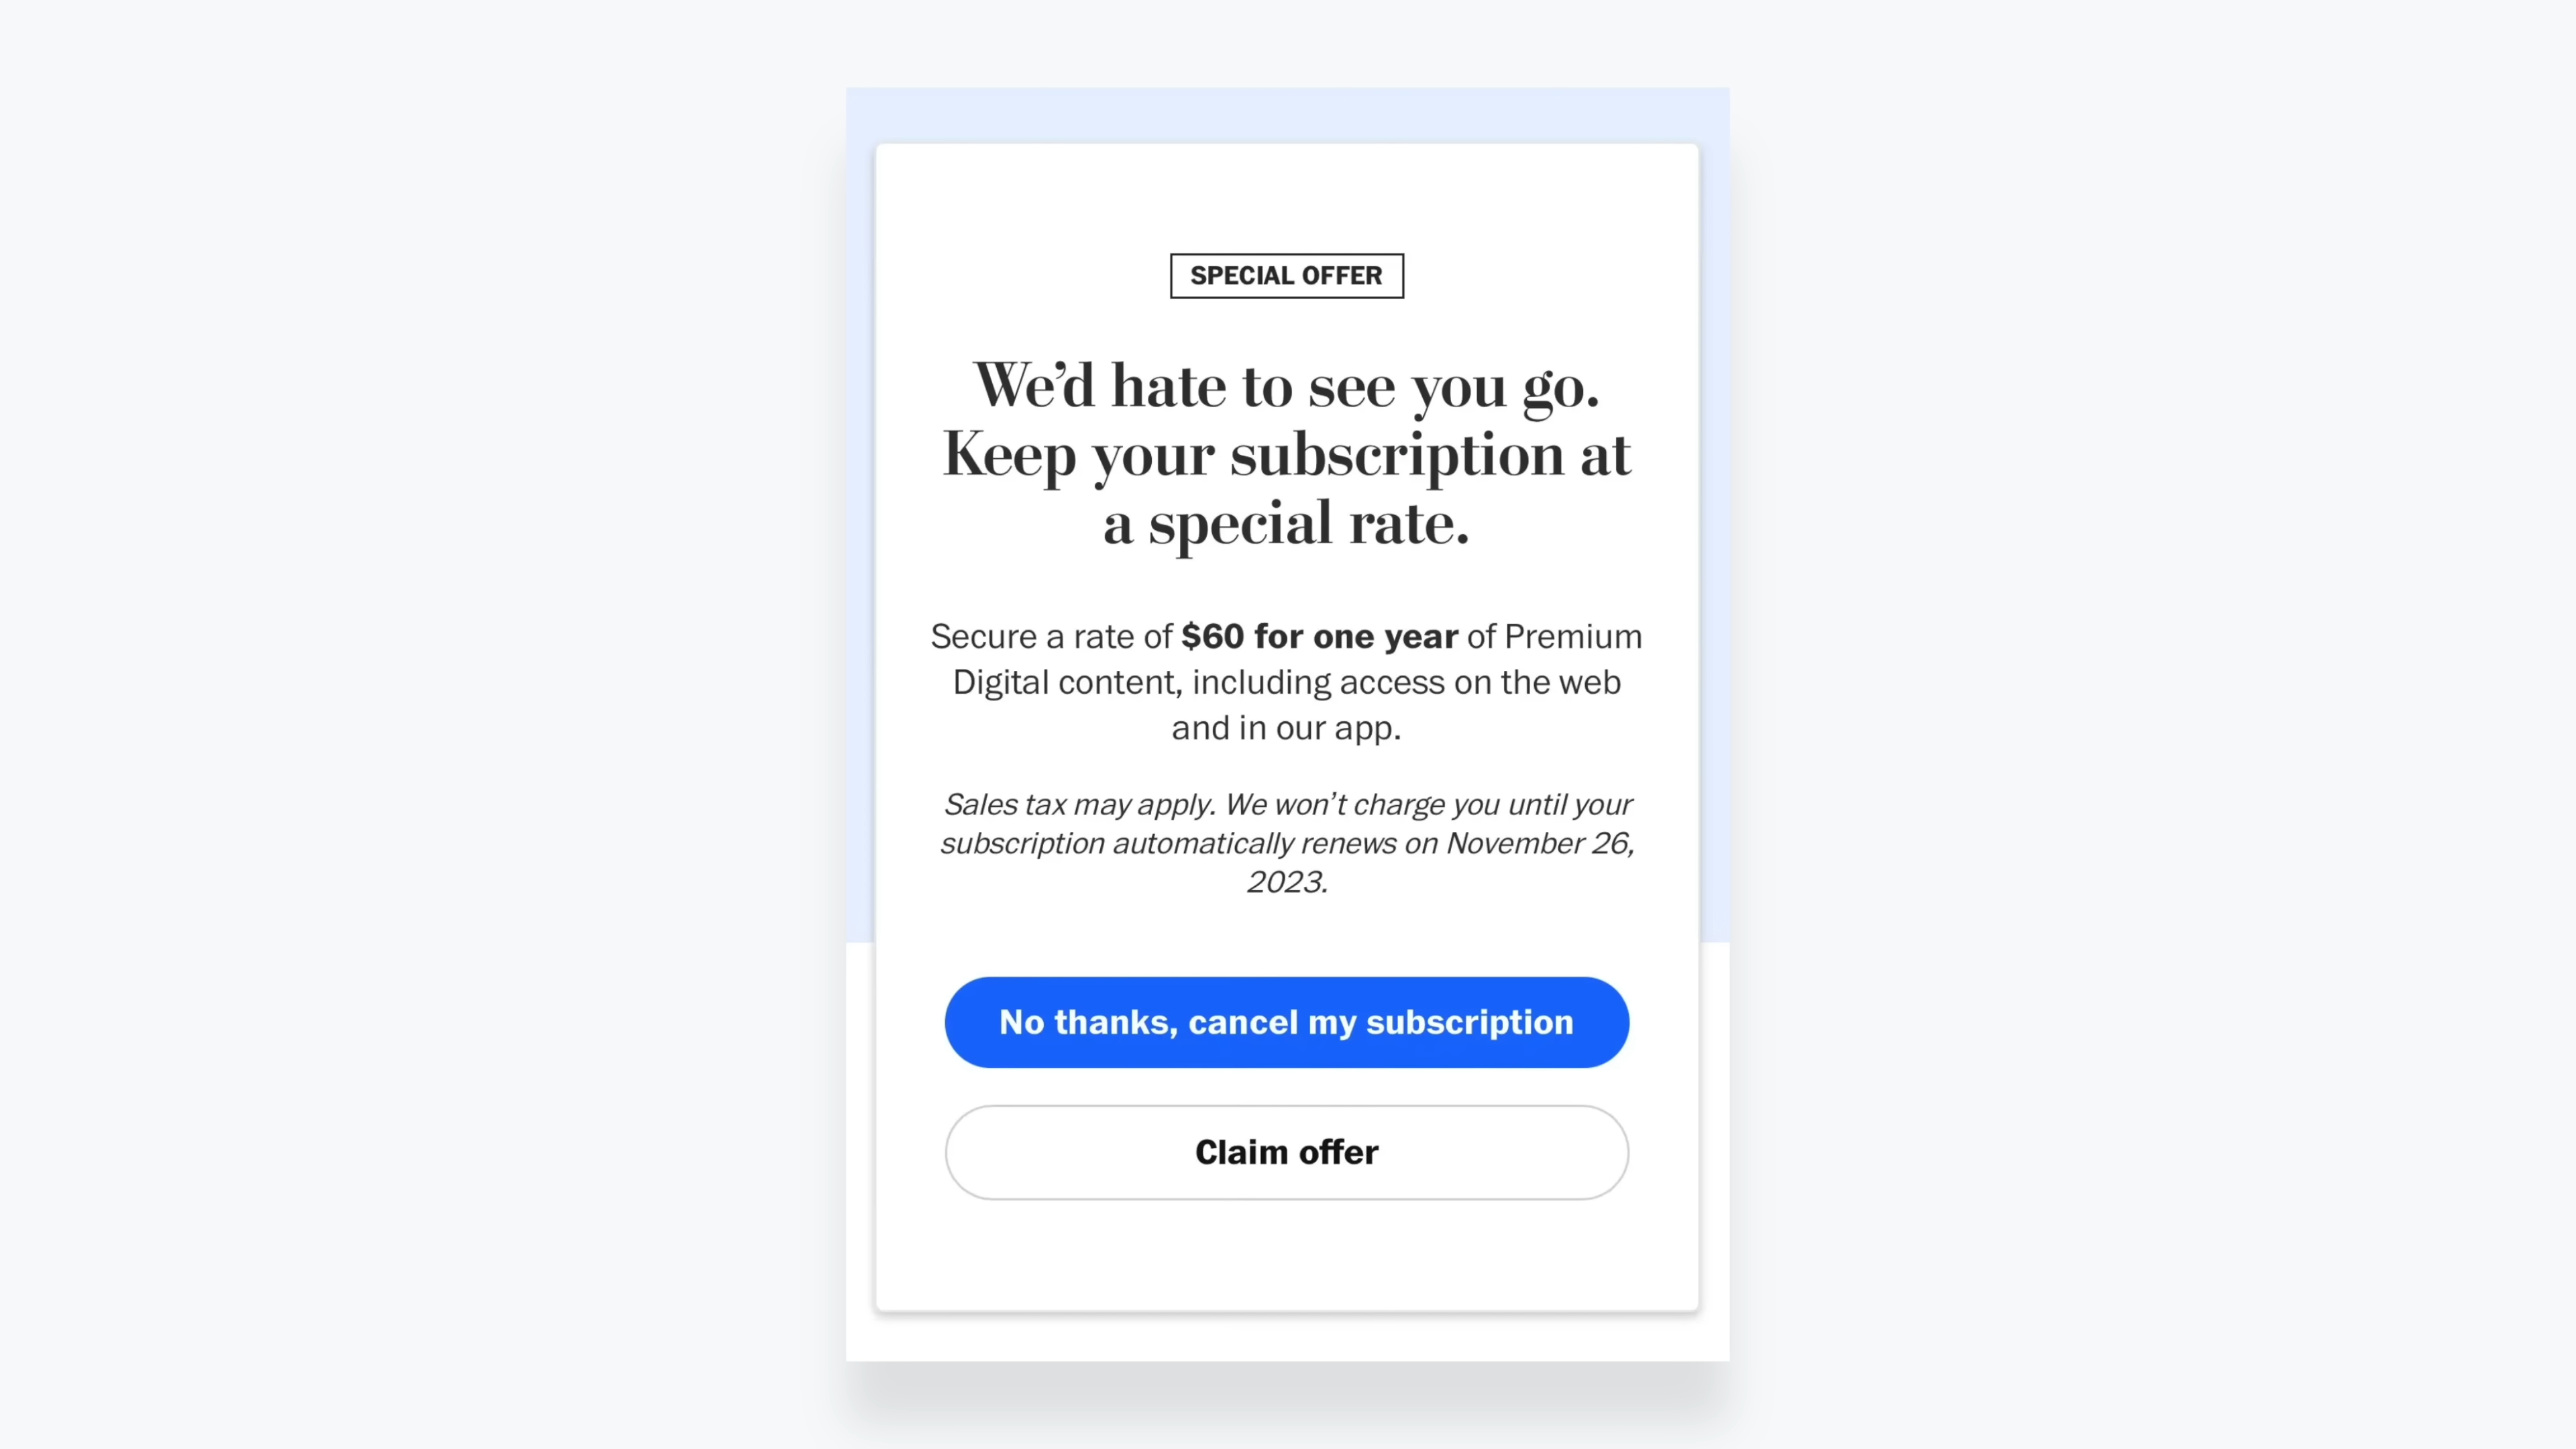 SPECIAL OFFER
We’d hate to see you go.
Keep your subscription at
a special rate.
Secure a rate of $60 for one year of Premium
Digital content, including access on the web
and in our app.
Sales tax may apply. We won’t charge you until your
subscription automatically renews on November 26,
2023.
No thanks, cancel my subscription
Claim offer